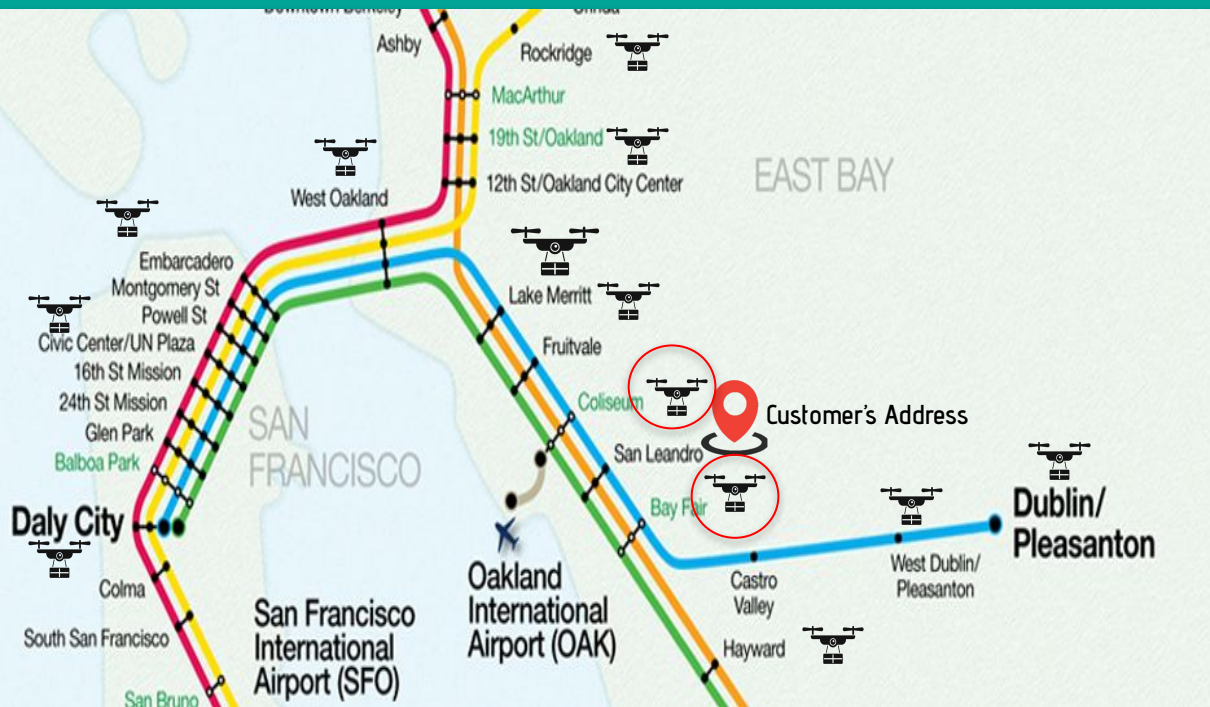 Downtown Berkeley
Orinda
Ashby
Rockridge
MacArthur
19th St/Oakland
12th St/Oakland City Center
EAST BAY
West Oakland
Embarcadero
Montgomery St
Powell St
Civic Center/UN Plaza
16th St Mission
24th St Mission
Glen Park
Balboa Park
Daly City
Colma
South San Francisco
San Bruno
SAN
FRANCISCO
San Francisco
International
Airport (SFO)
Lake Merritt
Fruitvale
Coliseum
Customer's Address
San Leandro
Bay Fair
Oakland
International
Airport (OAK)
Castro
Valley
West Dublin/
Pleasanton
Dublin/
Pleasanton
Hayward